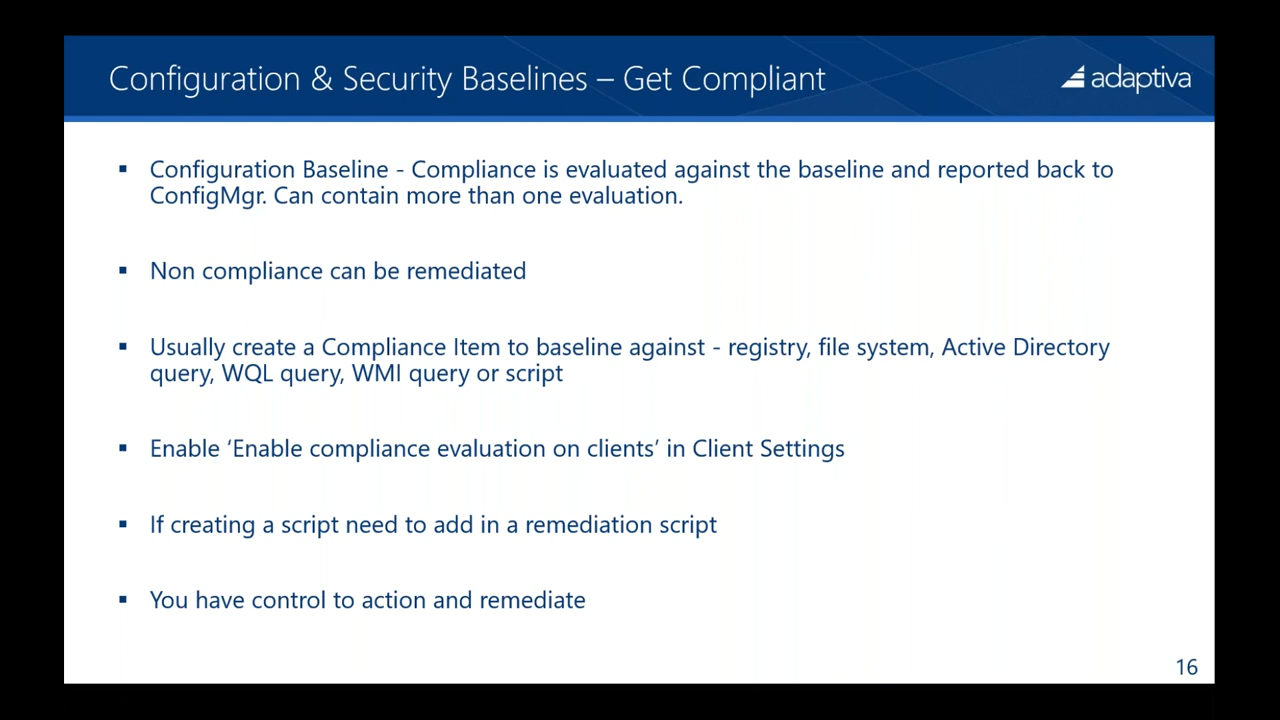 Configuration & Security Baselines – Get Compliant
adaptiva
▪ Configuration Baseline - Compliance is evaluated against the baseline and reported back to
ConfigMgr. Can contain more than one evaluation.
▪ Non compliance can be remediated
▪ Usually create a Compliance Item to baseline against - registry, file system, Active Directory
query, WQL query, WMI query or script
▪ Enable ‘Enable compliance evaluation on clients’ in Client Settings
▪ If creating a script need to add in a remediation script
▪ You have control to action and remediate
16